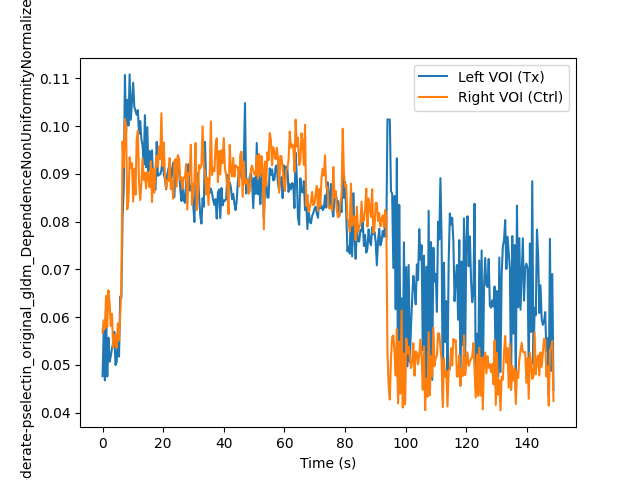 derate-pselectin_original_gldm_DependenceNonUniformityNormalize
0.11
0.10
0.09
0.08
0.07
0.06
0.05
0.04
Left VOI (Tx)
Right VOI (Ctrl)
0 20 40 60 80 100 120 140
Time (s)